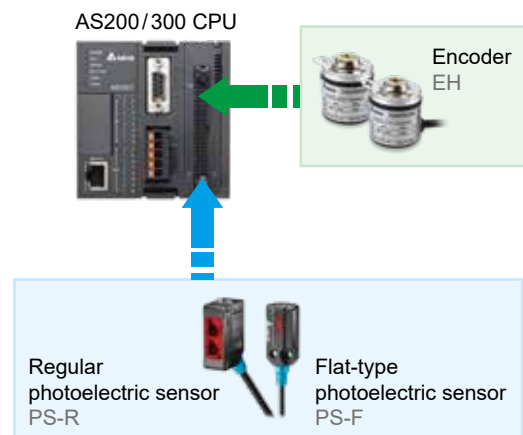 AS200/300 CPU
Encoder
EH
Regular
photoelectric sensor
PS-R
Flat-type
photoelectric sensor
PS-F